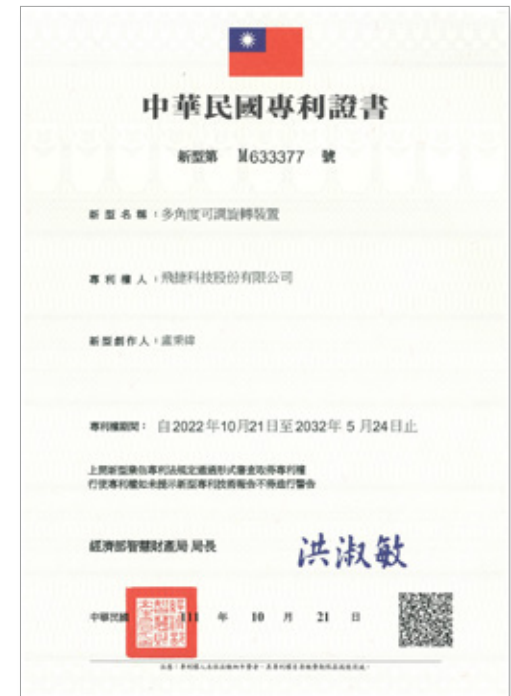 中華民國專利證書
新型第 M633377 號
新型名稱：多角度可調旋轉裝置
專利權人：飛捷科技股份有限公司
新型創作人：盧秉緯
專利權期間：自2022年10月21日至2032年5月24日止
上開新型業依專利法規定通過形式審查取得專利權
行使專利權如未提示新型專利技術報告不得進行警告
經濟部智慧財產局 局長
洪淑敏
中華民國 111 年 10 月 21 日